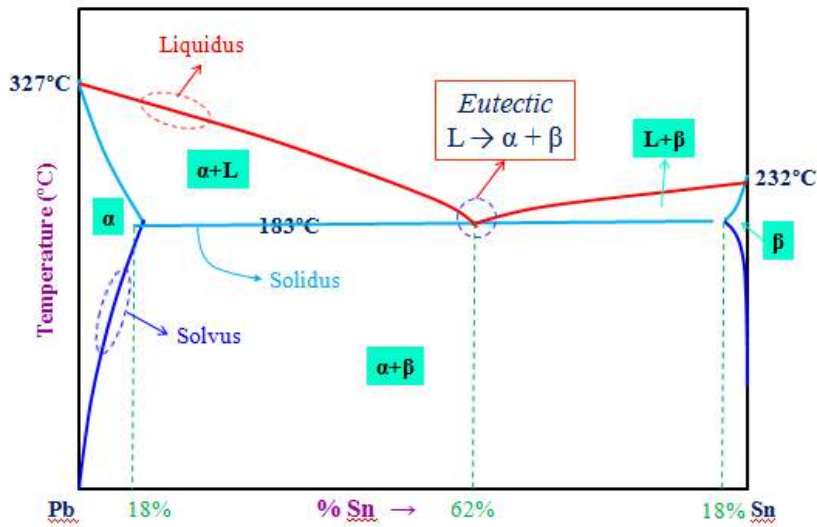 Liquidus
327°C
Eutectic
L → α + β
L+β
α+L
232°C
α
183°C
β
Solidus
Solvus
α+β
Temperature (°C)
Pb 18% % Sn → 62% 18% Sn